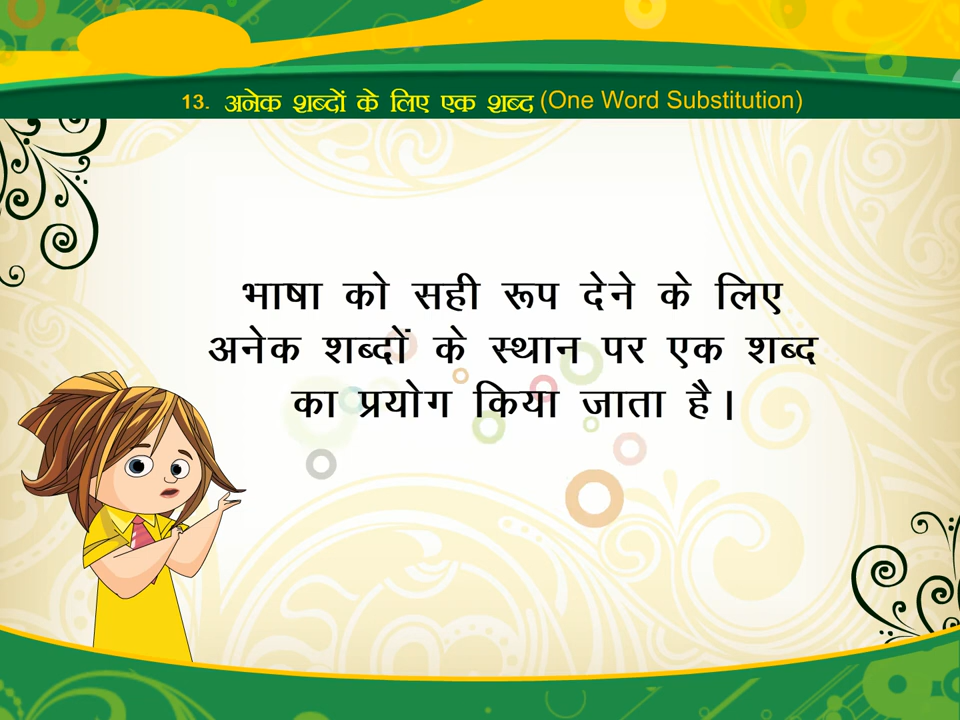 13. अनेक शब्दों के लिए एक शब्द (One Word Substitution)
भाषा को सही रूप देने के लिए
अनेक शब्दों के स्थान पर एक शब्द
का प्रयोग किया जाता है।